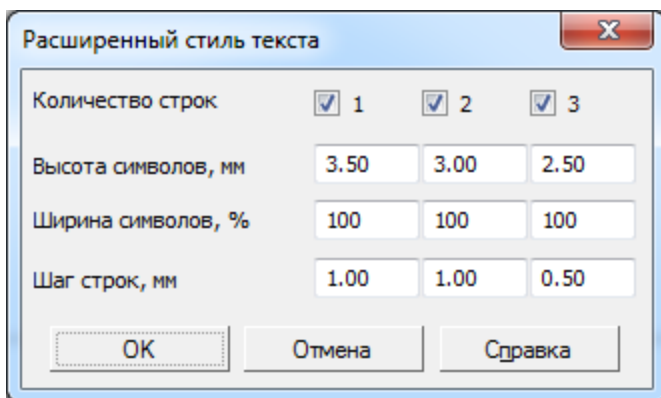 Расширенный стиль текста
Количество строк 1 2 3
Высота символов, мм 3.50 3.00 2.50
Ширина символов, % 100 100 100
Шаг строк, мм 1.00 1.00 0.50
OK Отмена Справка